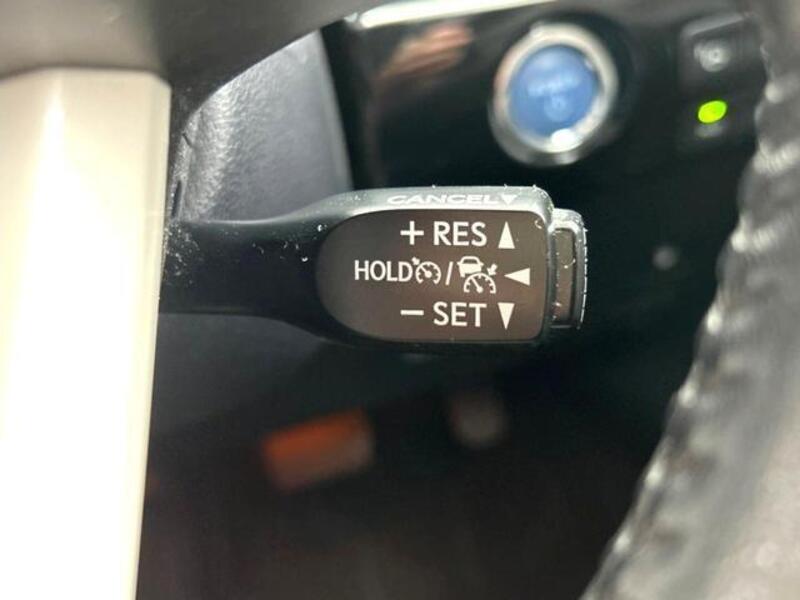 CANCEL▼
+ RES ▲
HOLD / ◀
− SET ▼